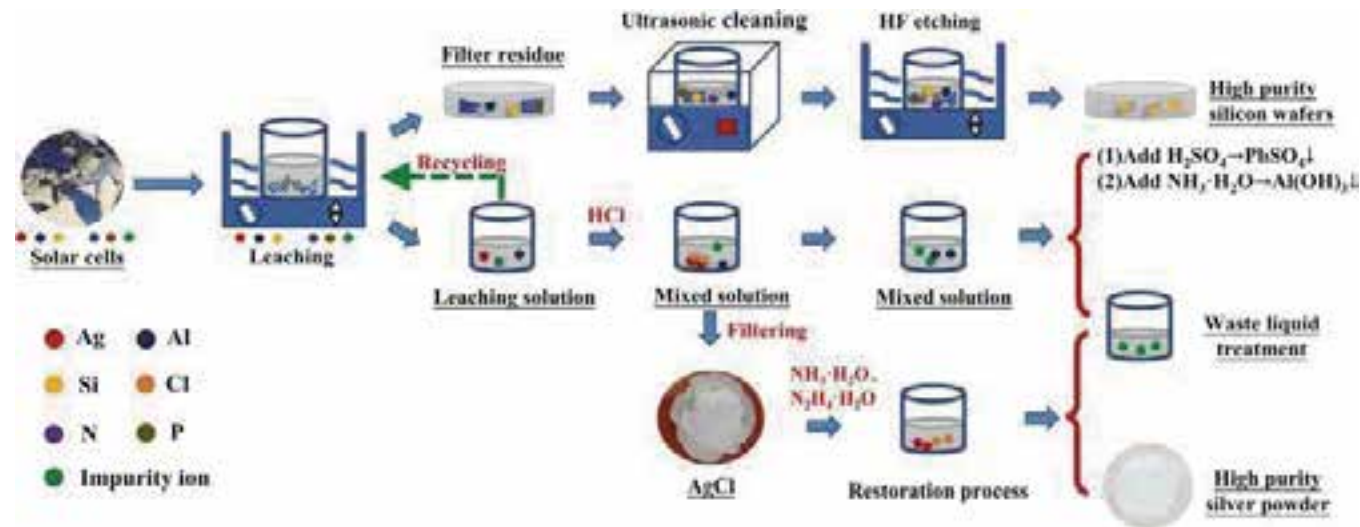 Ultrasonic cleaning
HF etching
Filter residue
High purity
silicon wafers
Recycling
(1)Add H₂SO₄→PbSO₄↓
(2)Add NH₃·H₂O→Al(OH)₃↓
HCl
Solar cells
Leaching
Leaching solution
Mixed solution
Mixed solution
Filtering
Waste liquid
treatment
Ag
Al
Si
Cl
N
P
Impurity ion
NH₃·H₂O、
N₂H₄·H₂O
AgCl
Restoration process
High purity
silver powder